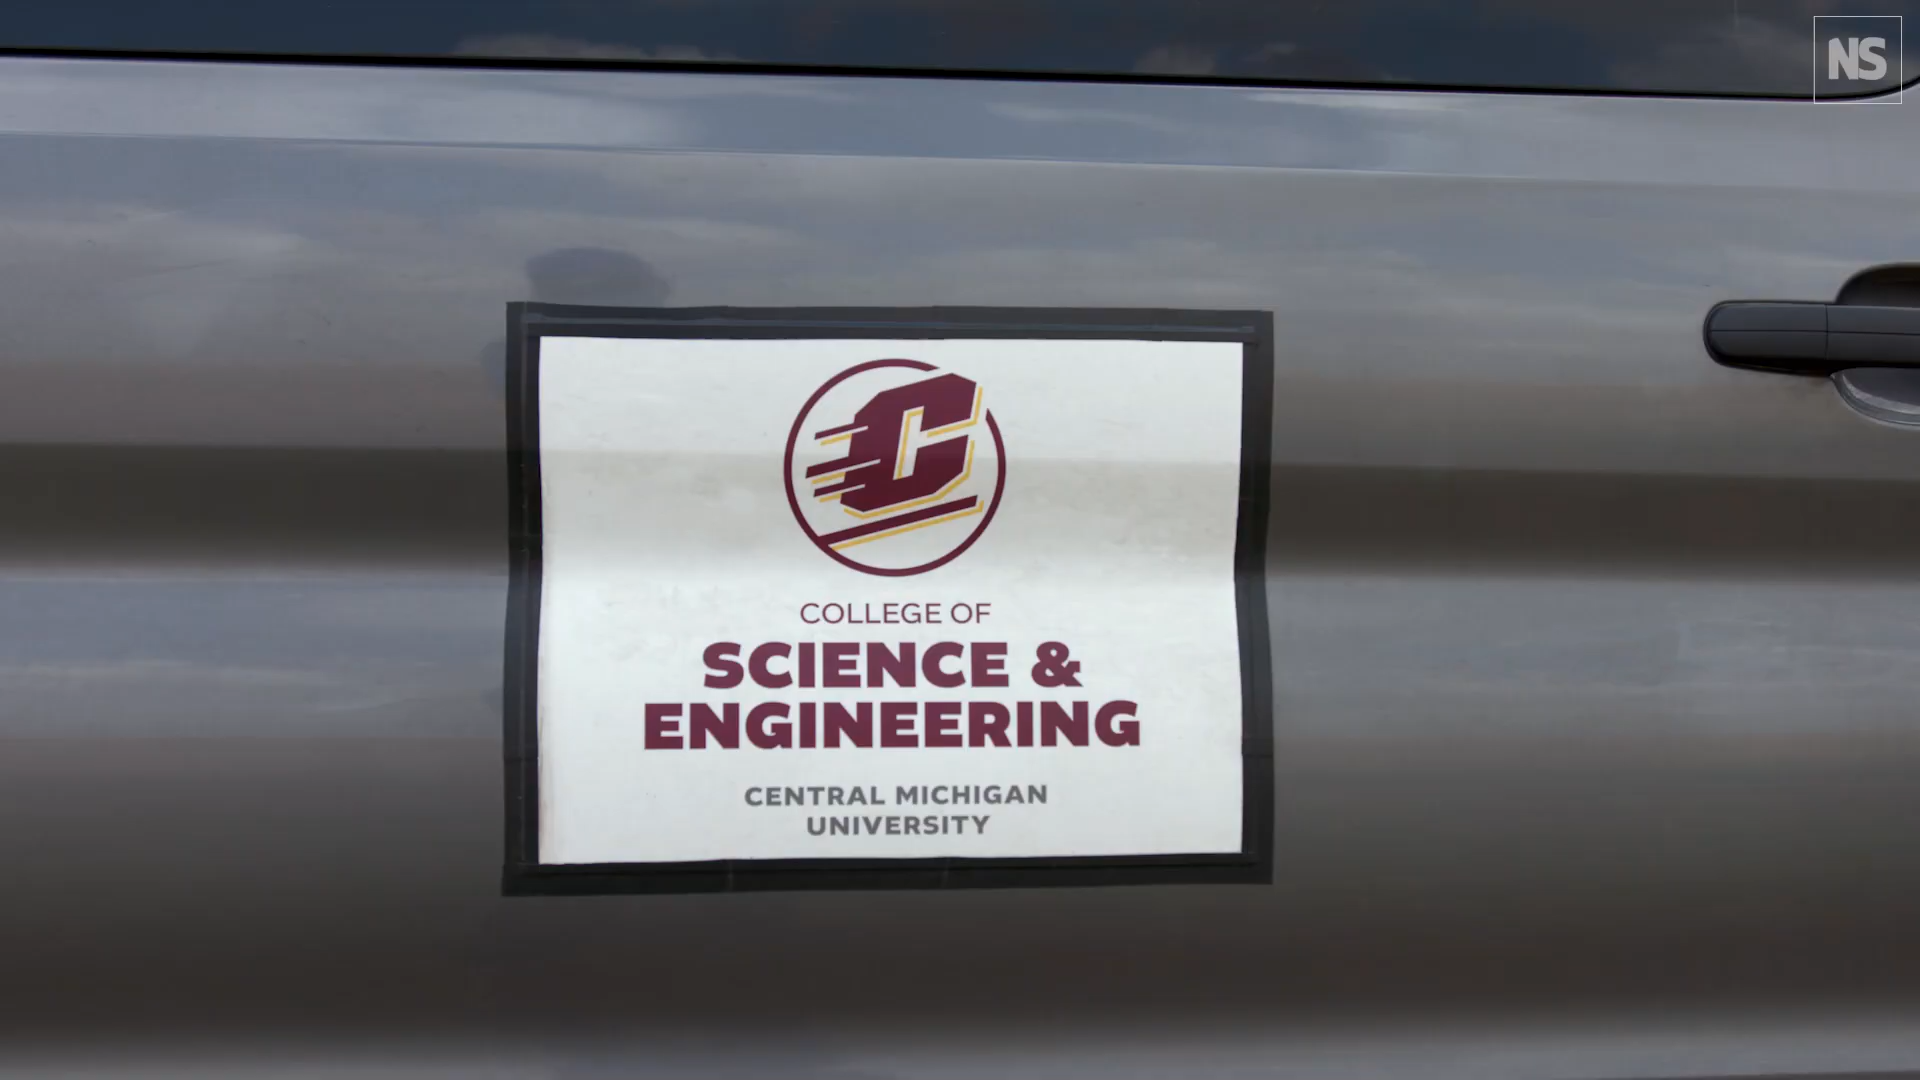 NS
C
COLLEGE OF
SCIENCE &
ENGINEERING
CENTRAL MICHIGAN
UNIVERSITY